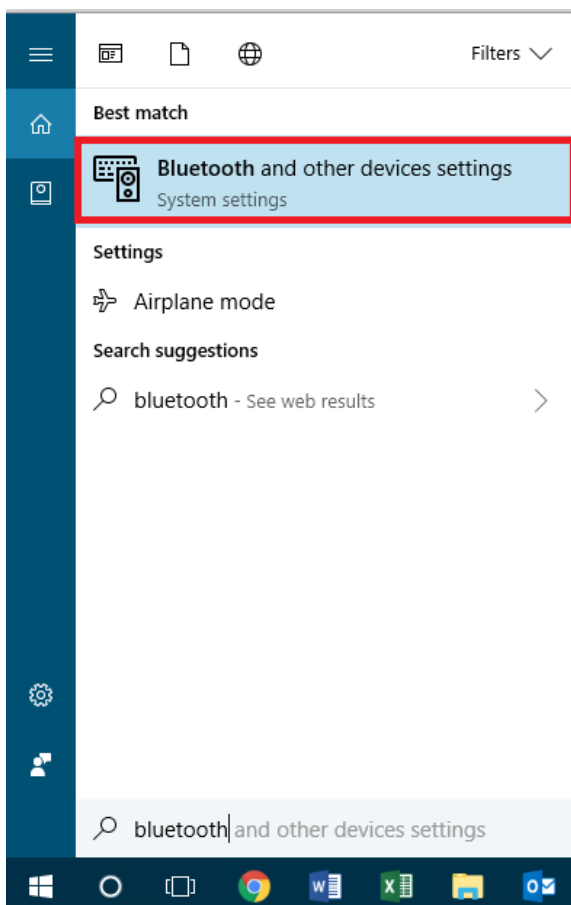 Filters
Best match
Bluetooth and other devices settings
System settings
Settings
Airplane mode
Search suggestions
bluetooth - See web results
bluetooth and other devices settings